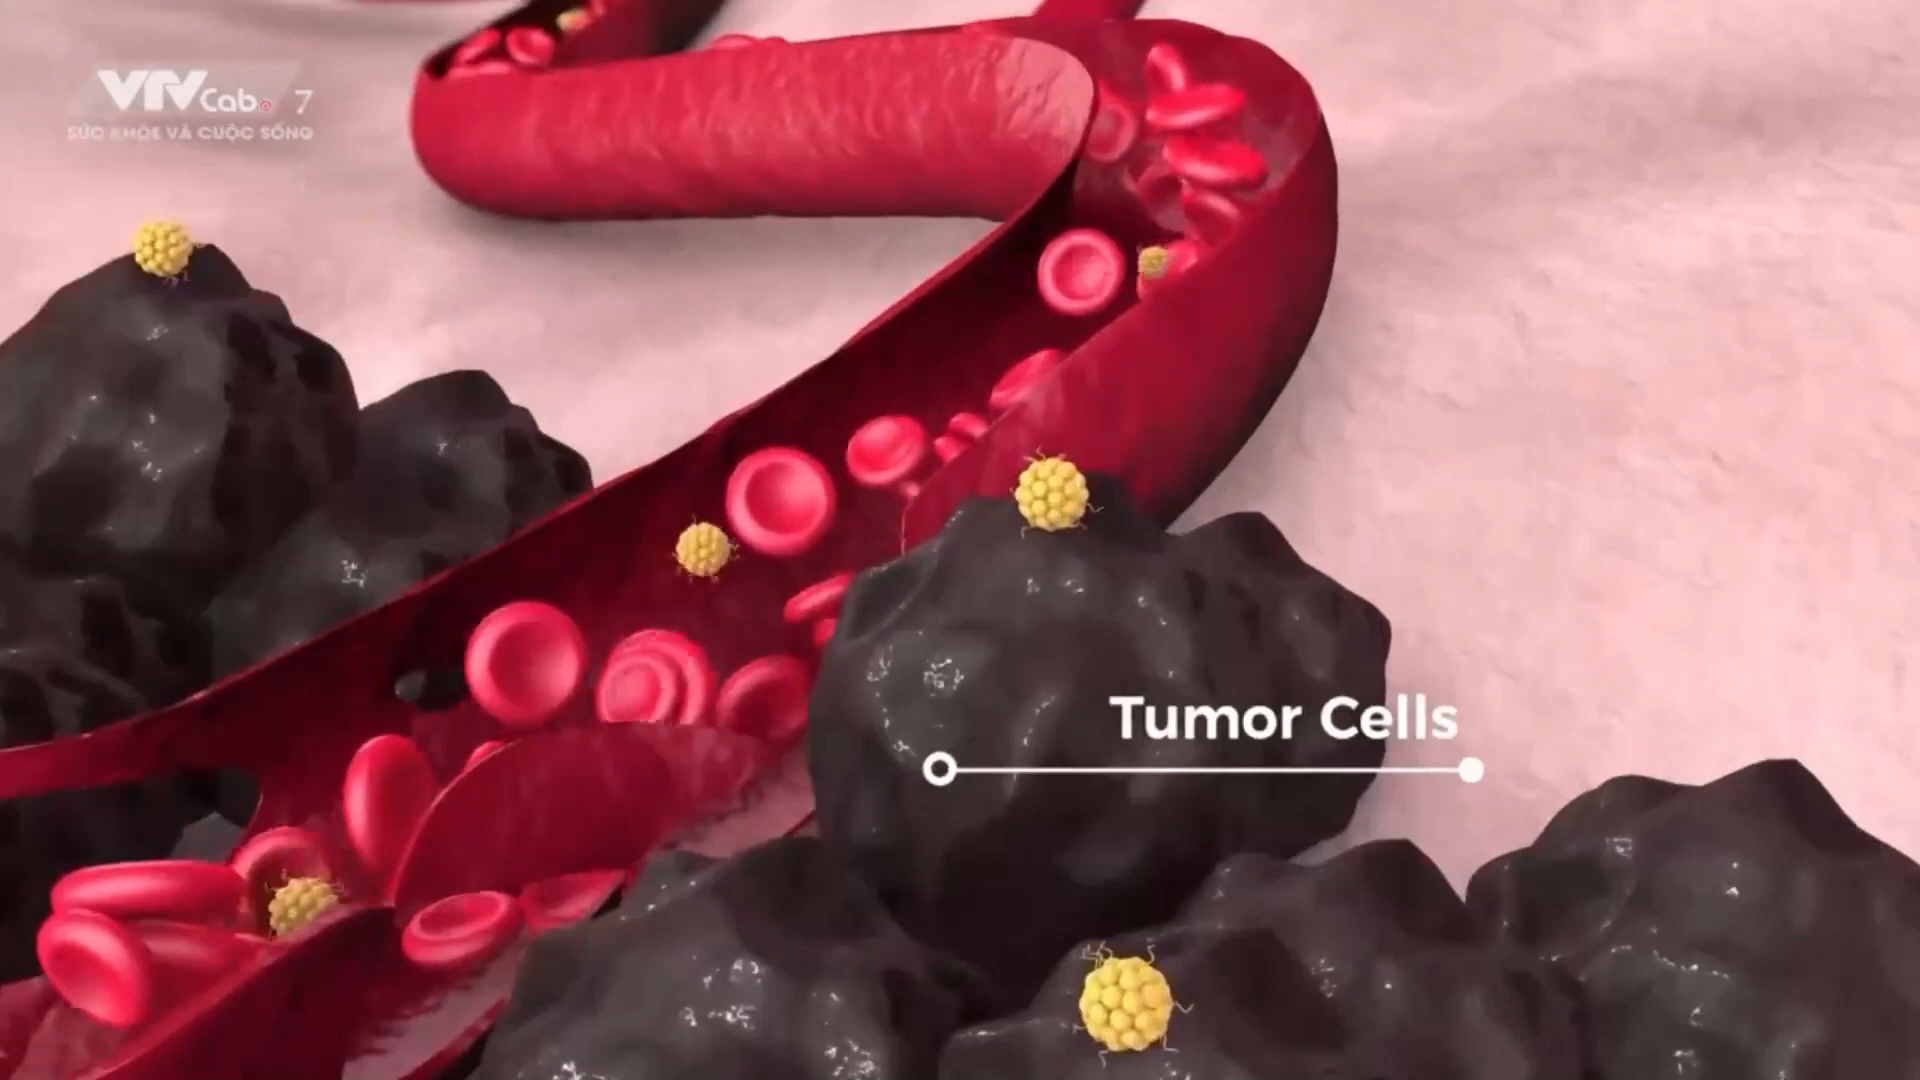 VTVCab 7
SỨC KHỎE VÀ CUỘC SỐNG
Tumor Cells